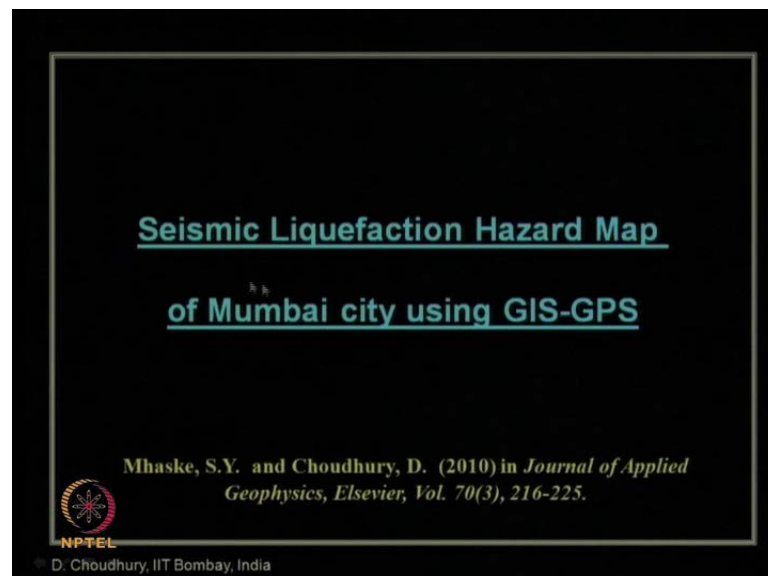 Seismic Liquefaction Hazard Map
of Mumbai city using GIS-GPS
Mhaske, S.Y. and Choudhury, D. (2010) in Journal of Applied
Geophysics, Elsevier, Vol. 70(3), 216-225.
NPTEL
D. Choudhury, IIT Bombay, India